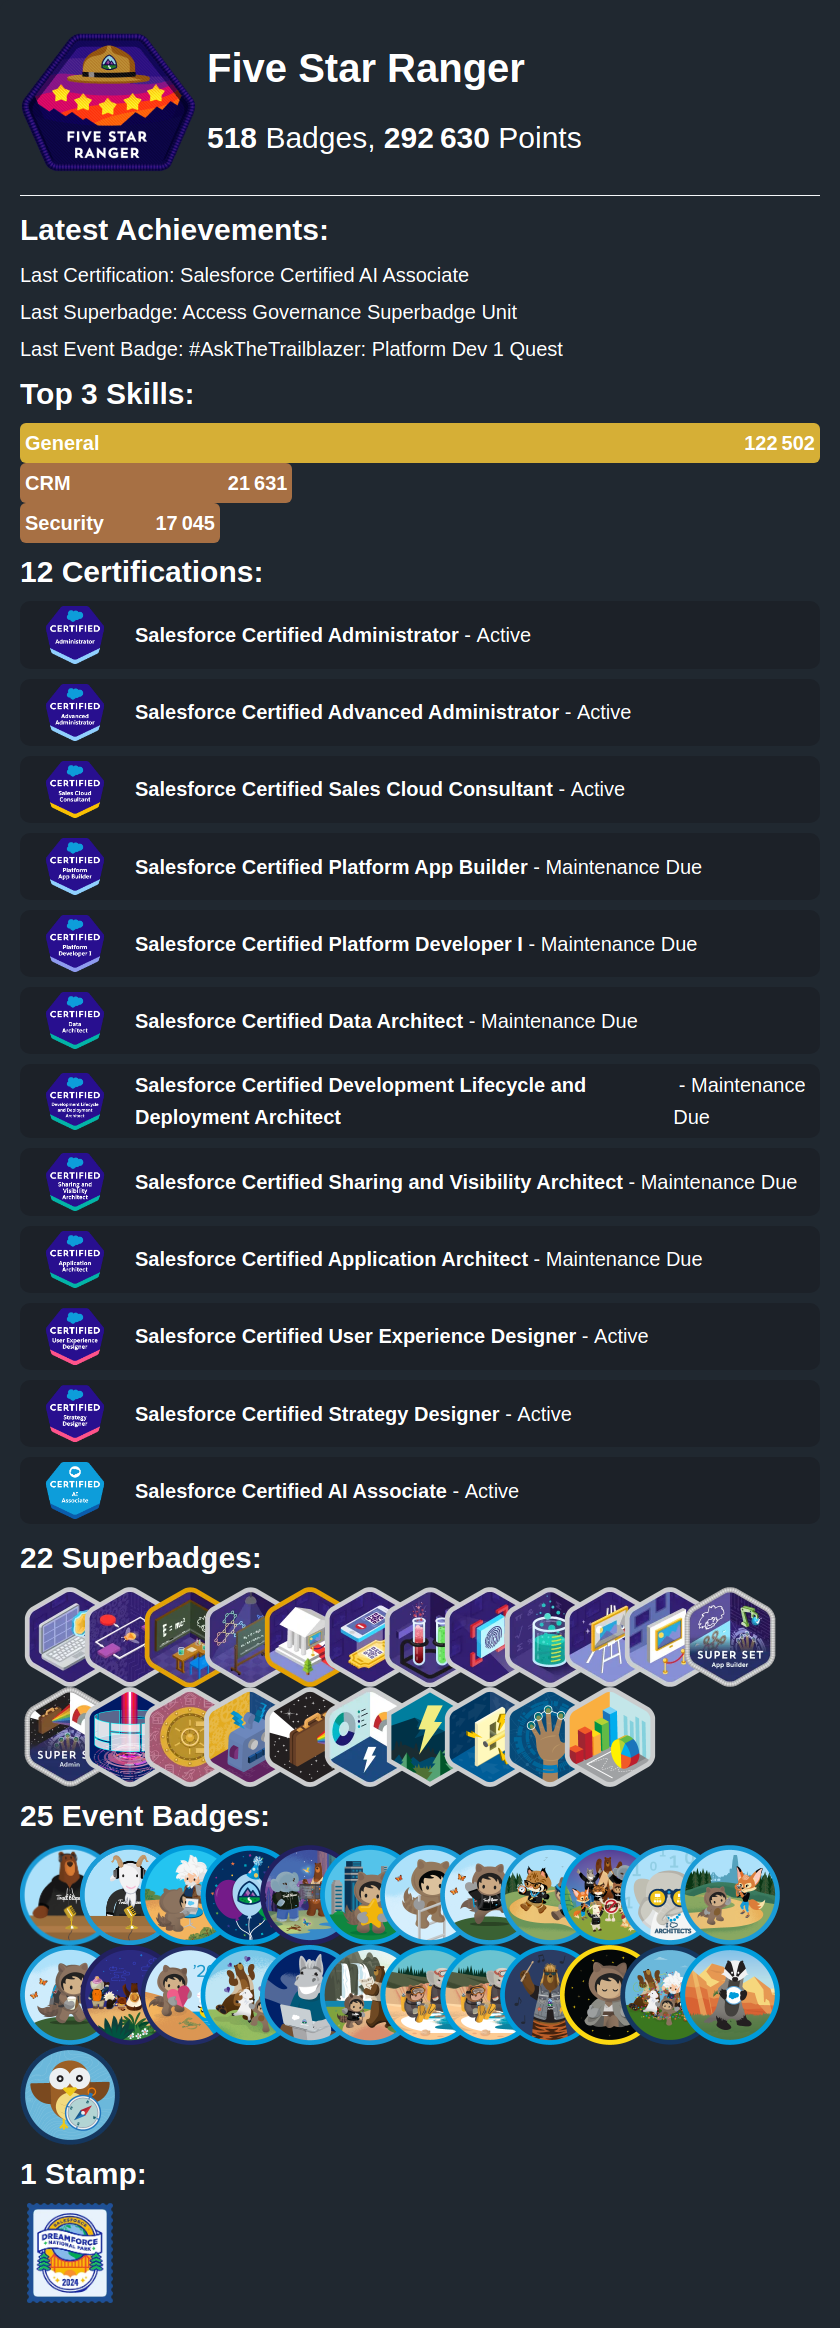 FIVE STAR
RANGER
Five Star Ranger
518 Badges, 292 630 Points
Latest Achievements:
Last Certification: Salesforce Certified AI Associate
Last Superbadge: Access Governance Superbadge Unit
Last Event Badge: #AskTheTrailblazer: Platform Dev 1 Quest
Top 3 Skills:
General 122 502
CRM 21 631
Security 17 045
12 Certifications:
CERTIFIED
Administrator
Salesforce Certified Administrator - Active
CERTIFIED
Advanced
Administrator
Salesforce Certified Advanced Administrator - Active
CERTIFIED
Sales Cloud
Consultant
Salesforce Certified Sales Cloud Consultant - Active
CERTIFIED
Platform
App Builder
Salesforce Certified Platform App Builder - Maintenance Due
CERTIFIED
Platform
Developer I
Salesforce Certified Platform Developer I - Maintenance Due
CERTIFIED
Data
Architect
Salesforce Certified Data Architect - Maintenance Due
CERTIFIED
Development Lifecycle
and Deployment
Architect
Salesforce Certified Development Lifecycle and - Maintenance
Deployment Architect Due
CERTIFIED
Sharing and
Visibility
Architect
Salesforce Certified Sharing and Visibility Architect - Maintenance Due
CERTIFIED
Application
Architect
Salesforce Certified Application Architect - Maintenance Due
CERTIFIED
User Experience
Designer
Salesforce Certified User Experience Designer - Active
CERTIFIED
Strategy
Designer
Salesforce Certified Strategy Designer - Active
CERTIFIED
AI
Associate
Salesforce Certified AI Associate - Active
22 Superbadges:
E = mc²
SUPER SET
App Builder
SUPER S
Admin
25 Event Badges:
ARCHITECTS
1 Stamp:
SALESFORCE
DREAMFORCE
NATIONAL PARK
2024